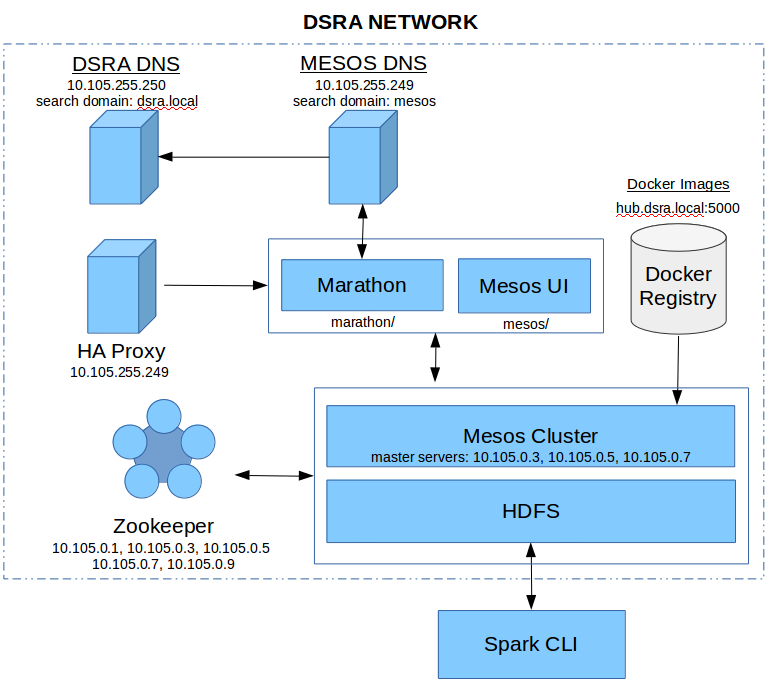 DSRA NETWORK
DSRA DNS
10.105.255.250
search domain: dsra.local
MESOS DNS
10.105.255.249
search domain: mesos
Docker Images
hub.dsra.local:5000
Docker
Registry
Marathon
marathon/
Mesos UI
mesos/
HA Proxy
10.105.255.249
Mesos Cluster
master servers: 10.105.0.3, 10.105.0.5, 10.105.0.7
HDFS
Zookeeper
10.105.0.1, 10.105.0.3, 10.105.0.5
10.105.0.7, 10.105.0.9
Spark CLI